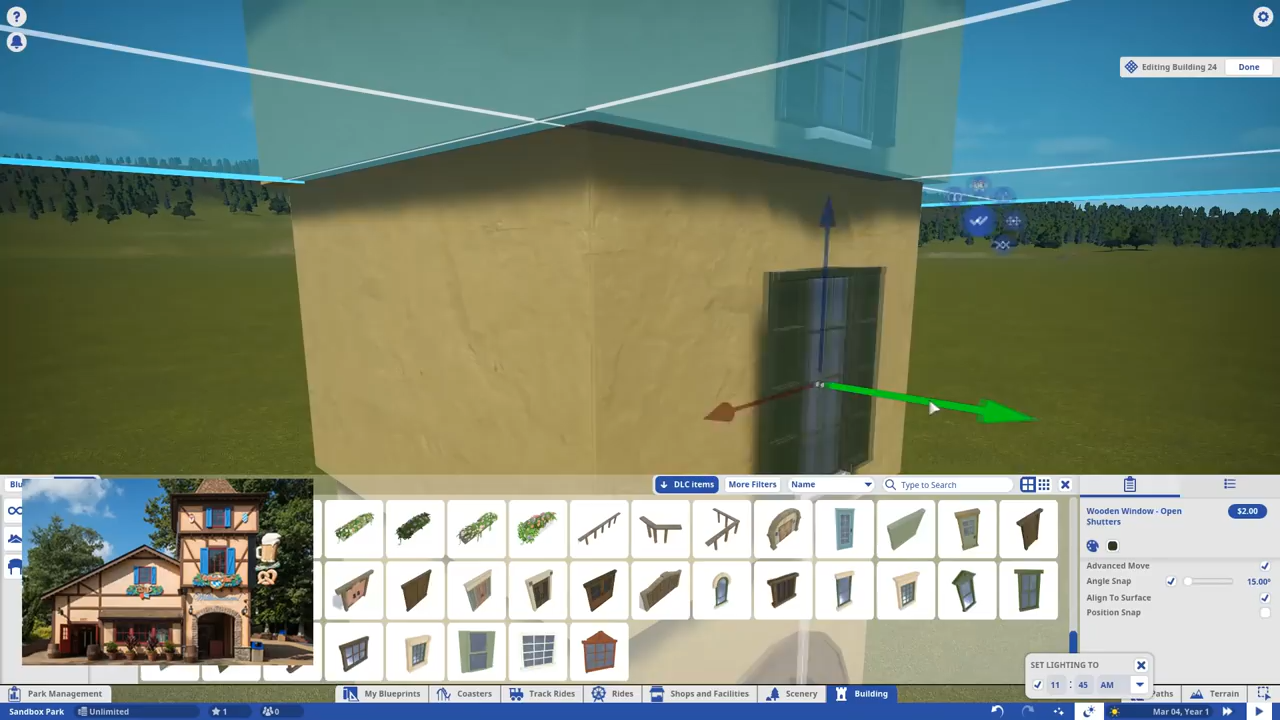 ?
Editing Building 24
Done
Blu
DLC items
More Filters
Name
Type to Search
Wooden Window - Open
Shutters
$2.00
Advanced Move
Angle Snap
15.00°
Align To Surface
Position Snap
SET LIGHTING TO
11 : 45 AM
Park Management
My Blueprints
Coasters
Track Rides
Rides
Shops and Facilities
Scenery
Building
Paths
Terrain
Sandbox Park
Unlimited
1
0
Mar 04, Year 1